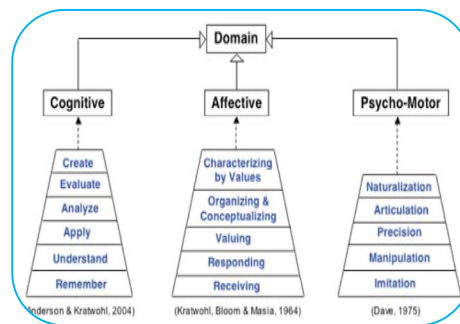 Domain
Cognitive
Affective
Psycho-Motor
Create
Evaluate
Analyze
Apply
Understand
Remember
Characterizing
by Values
Organizing &
Conceptualizing
Valuing
Responding
Receiving
Naturalization
Articulation
Precision
Manipulation
Imitation
Anderson & Kratwohl, 2004)
(Kratwohl, Bloom & Masia, 1964)
(Dave, 1975)